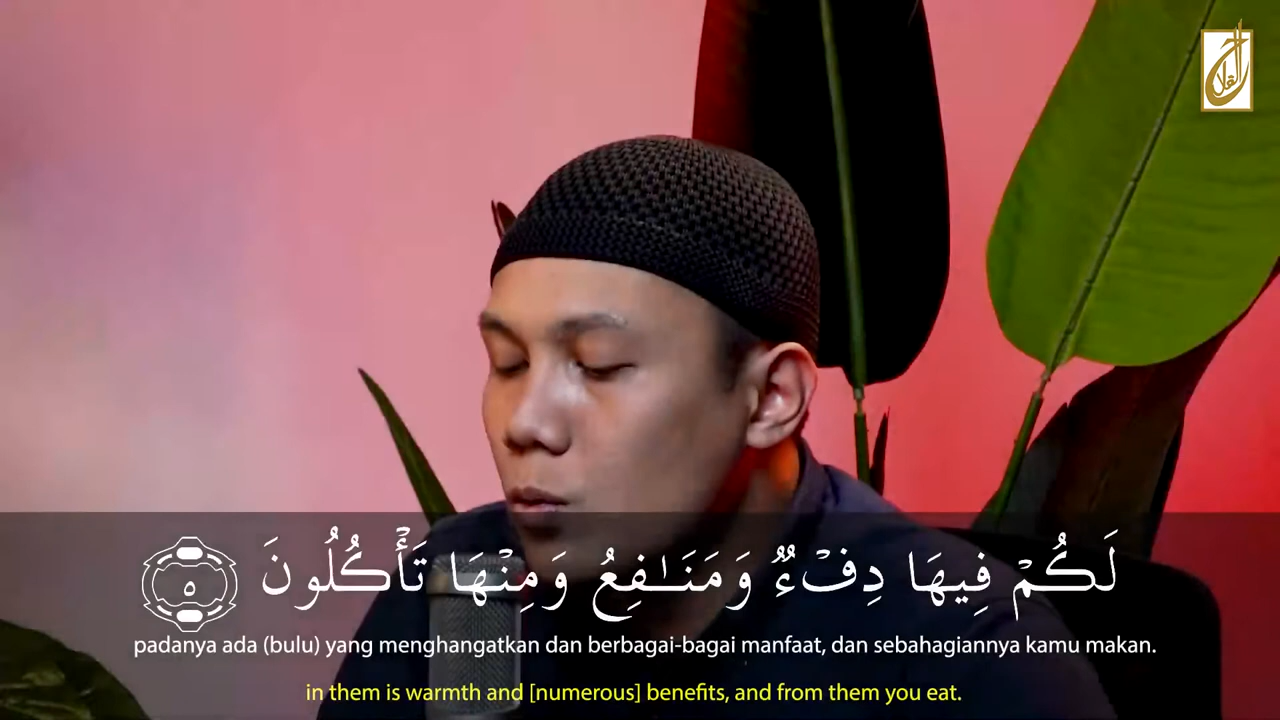 لَكُمْ فِيهَا دِفْءٌ وَمَنَـٰفِعُ وَمِنْهَا تَأْكُلُونَ ٥
padanya ada (bulu) yang menghangatkan dan berbagai-bagai manfaat, dan sebahagiannya kamu makan.
in them is warmth and [numerous] benefits, and from them you eat.